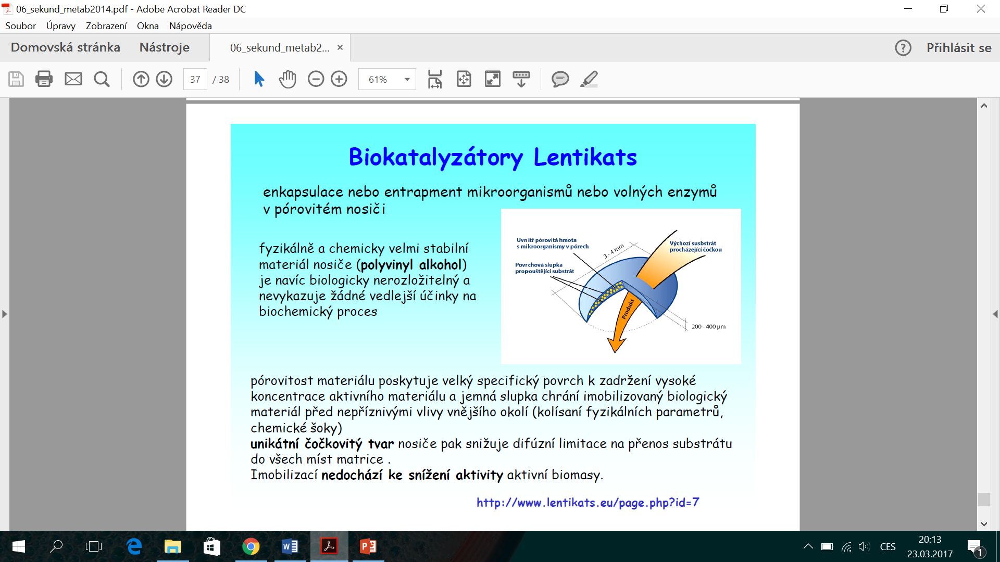 06_sekund_metab2014.pdf - Adobe Acrobat Reader DC
Soubor Úpravy Zobrazení Okna Nápověda
Domovská stránka Nástroje 06_sekund_metab2... × Přihlásit se
37 / 38 61%
Biokatalyzátory Lentikats
enkapsulace nebo entrapment mikroorganismů nebo volných enzymů
v pórovitém nosiči
fyzikálně a chemicky velmi stabilní
materiál nosiče (polyvinyl alkohol)
je navíc biologicky nerozložitelný a
nevykazuje žádné vedlejší účinky na
biochemický proces
Uvnitř pórovitá hmota
s mikroorganismy v pórech
Povrchová slupka
propouštějící substrát
3 - 4 mm
Výchozí susbstrát
procházející čočkou
Produkt
200 - 400 µm
pórovitost materiálu poskytuje velký specifický povrch k zadržení vysoké
koncentrace aktivního materiálu a jemná slupka chrání imobilizovaný biologický
materiál před nepříznivými vlivy vnějšího okolí (kolísaní fyzikálních parametrů,
chemické šoky)
unikátní čočkovitý tvar nosiče pak snižuje difúzní limitace na přenos substrátu
do všech míst matrice .
Imobilizací nedochází ke snížení aktivity aktivní biomasy.
http://www.lentikats.eu/page.php?id=7
CES
20:13
23.03.2017
1